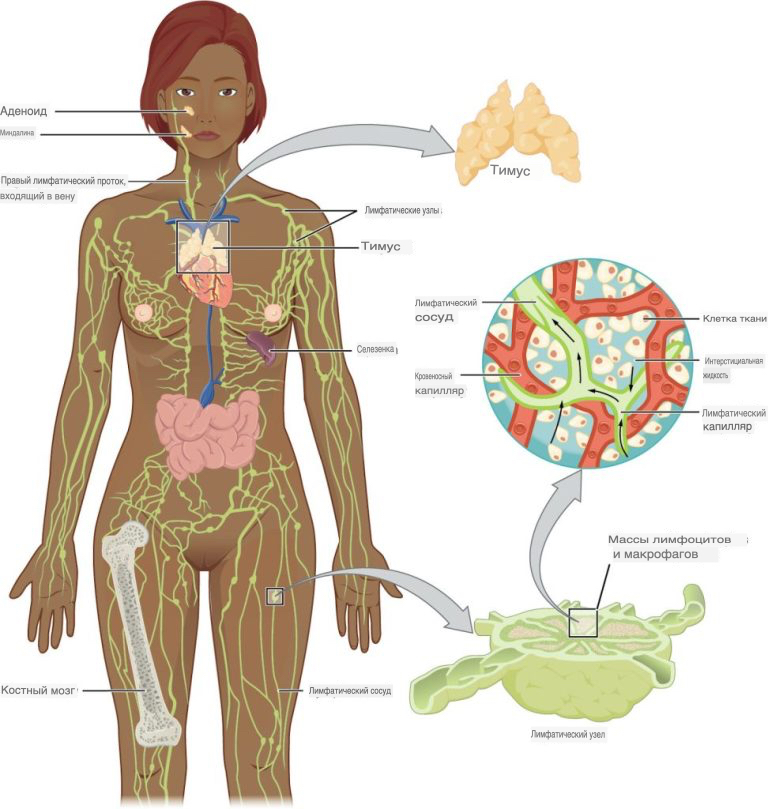 Аденоид
Миндалина
Правый лимфатический проток,
входящий в вену
Лимфатические узлы
Тимус
Тимус
Селезенка
Лимфатический
сосуд
Клетка ткани
Интерстициальная
жидкость
Кровеносный
капилляр
Лимфатический
капилляр
Массы лимфоцитов
и макрофагов
Костный мозг
Лимфатический сосуд
Лимфатический узел